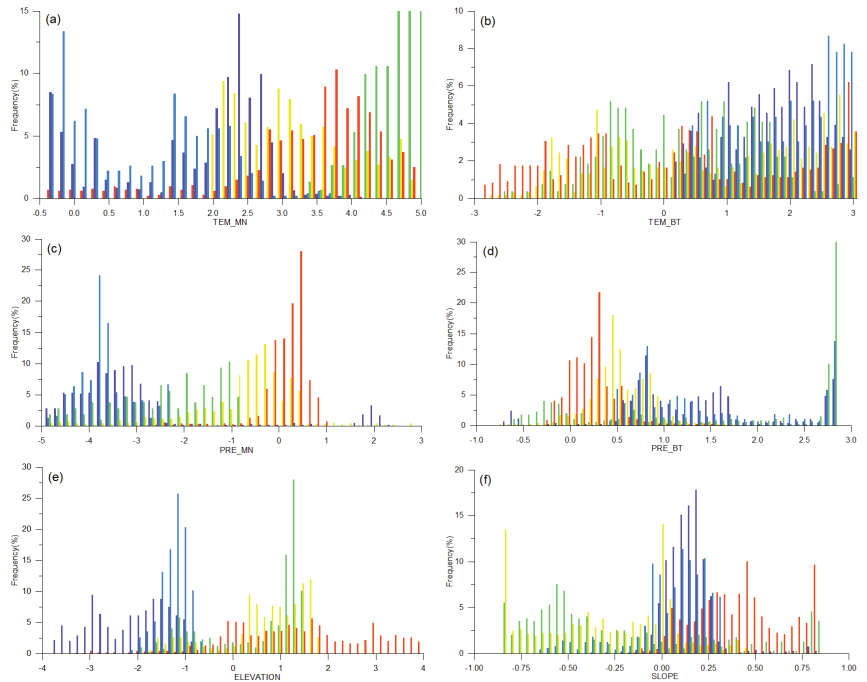 (a)
15
10
5
0
Frequency(%)
-0.5 0.0 0.5 1.0 1.5 2.0 2.5 3.0 3.5 4.0 4.5 5.0
TEM_MN
(b)
10
8
6
4
2
0
Frequency(%)
-3 -2 -1 0 1 2 3
TEM_BT
(c)
30
25
20
15
10
5
0
Frequency(%)
-5 -4 -3 -2 -1 0 1 2 3
PRE_MN
(d)
30
25
20
15
10
5
0
Frequency(%)
-1.0 -0.5 0.0 0.5 1.0 1.5 2.0 2.5 3.0
PRE_BT
(e)
30
25
20
15
10
5
0
Frequency(%)
-4 -3 -2 -1 0 1 2 3 4
ELEVATION
(f)
20
15
10
5
0
Frequency(%)
-1.00 -0.75 -0.50 -0.25 0.00 0.25 0.50 0.75 1.00
SLOPE